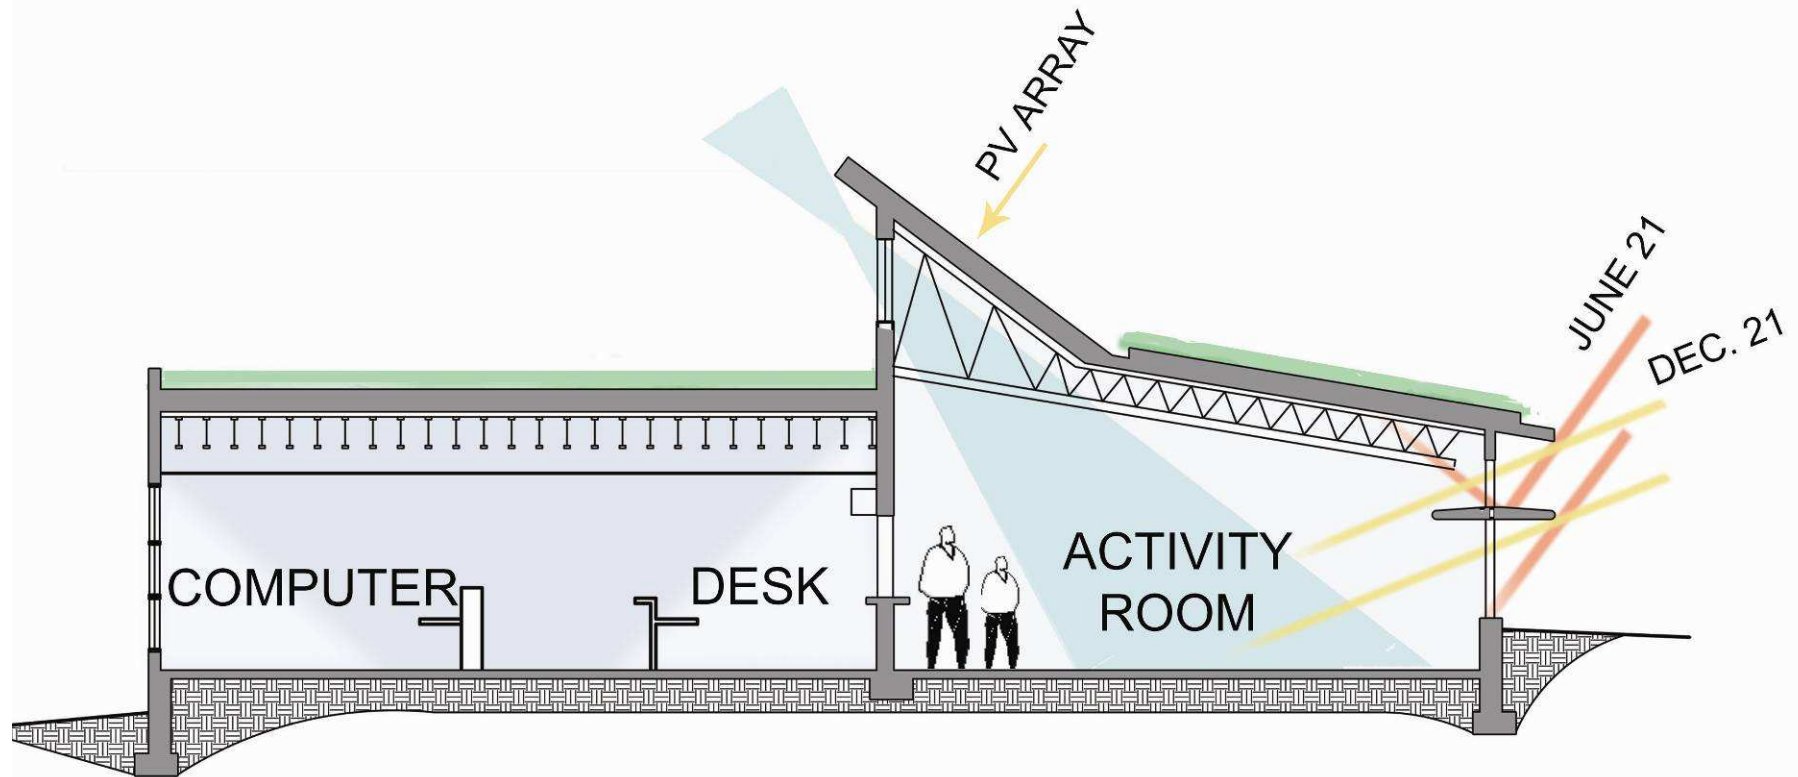 PV ARRAY
JUNE 21
DEC. 21
COMPUTER
DESK
ACTIVITY
ROOM